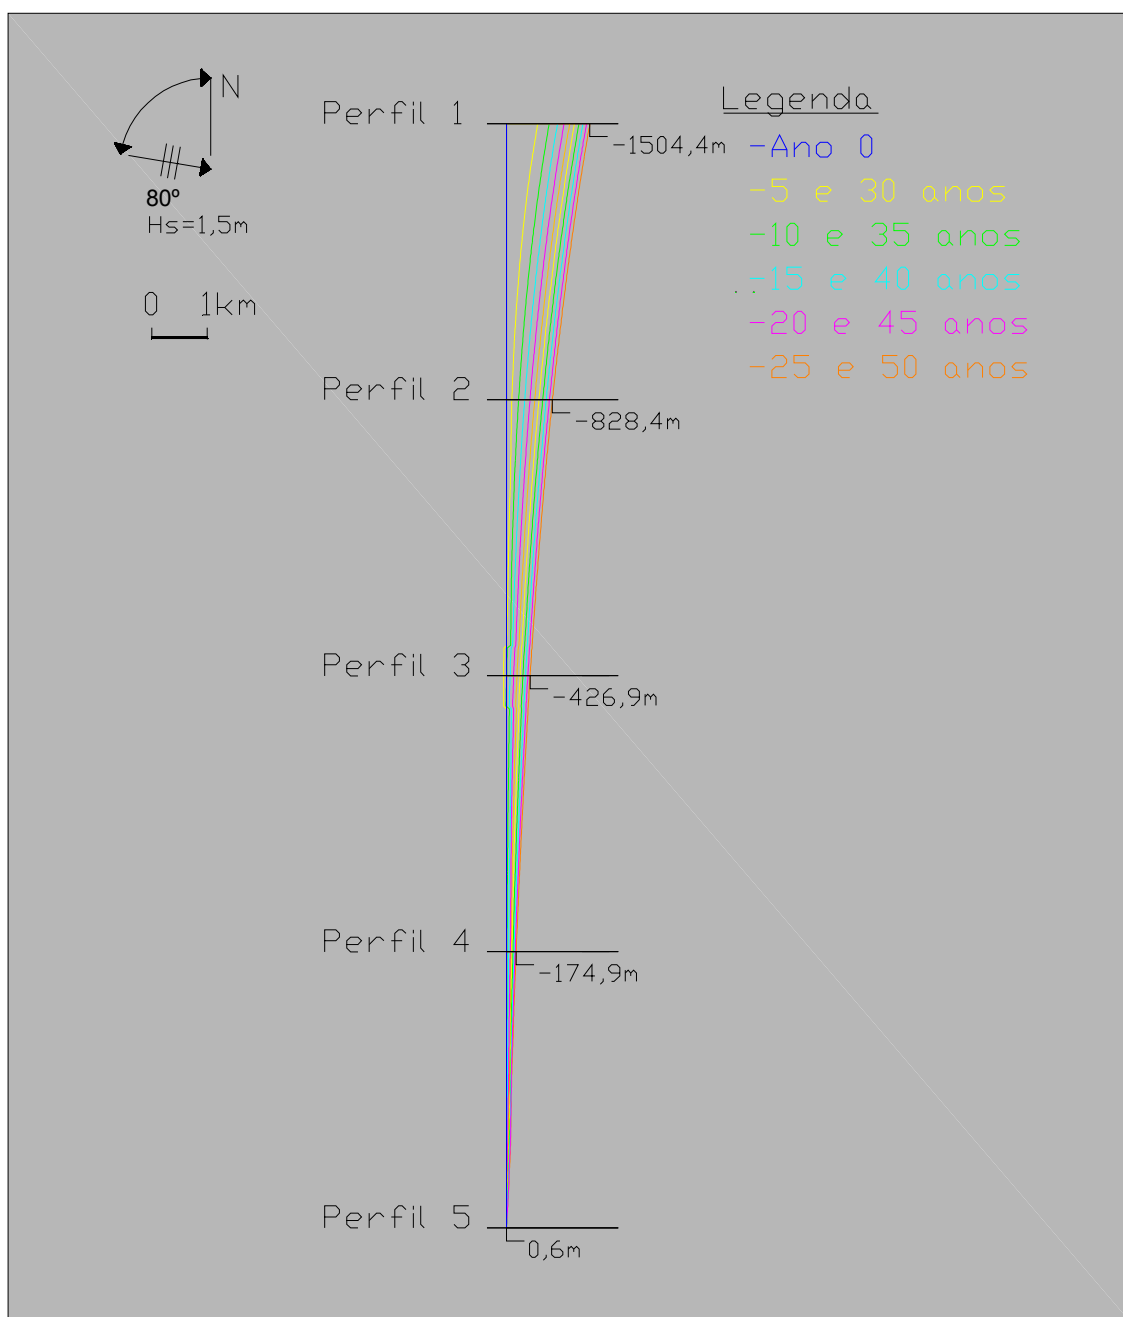 N
80º
Hs=1,5m
0 1km
Perfil 1
-1504,4m
Legenda
-Ano 0
-5 e 30 anos
-10 e 35 anos
-15 e 40 anos
-20 e 45 anos
-25 e 50 anos
Perfil 2
-828,4m
Perfil 3
-426,9m
Perfil 4
-174,9m
Perfil 5
0,6m